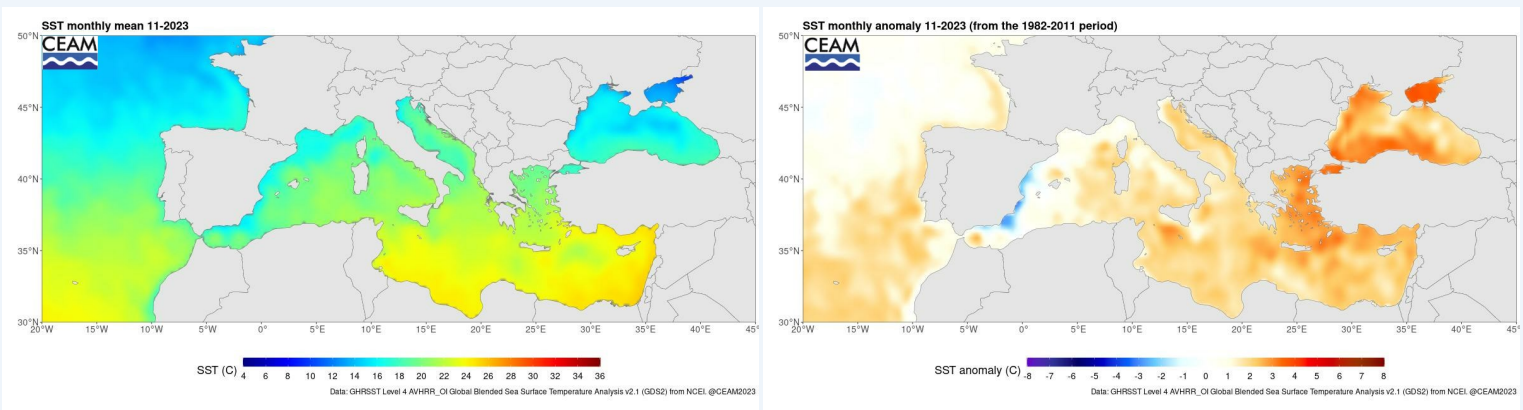 SST monthly mean 11-2023
CEAM
50°N
45°N
40°N
35°N
30°N
20°W 15°W 10°W 5°W 0° 5°E 10°E 15°E 20°E 25°E 30°E 35°E 40°E 45°
SST (C)
4 6 8 10 12 14 16 18 20 22 24 26 28 30 32 34 36
Data: GHRSST Level 4 AVHRR_OI Global Blended Sea Surface Temperature Analysis v2.1 (GDS2) from NCEI. @CEAM2023
SST monthly anomaly 11-2023 (from the 1982-2011 period)
CEAM
50°N
45°N
40°N
35°N
30°N
20°W 15°W 10°W 5°W 0° 5°E 10°E 15°E 20°E 25°E 30°E 35°E 40°E 45°
SST anomaly (C)
-8 -7 -6 -5 -4 -3 -2 -1 0 1 2 3 4 5 6 7 8
Data: GHRSST Level 4 AVHRR_OI Global Blended Sea Surface Temperature Analysis v2.1 (GDS2) from NCEI. @CEAM2023